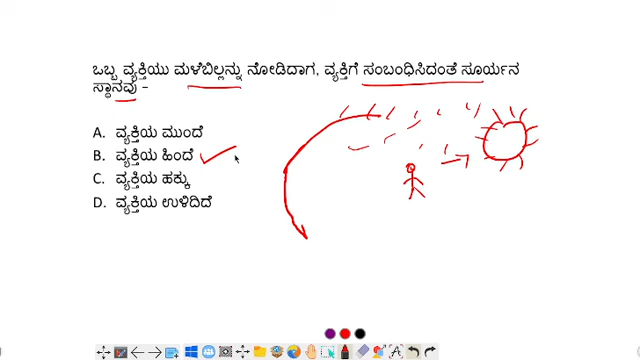 ಒಬ್ಬ ವ್ಯಕ್ತಿಯು ಮಳೆಬಿಲ್ಲನ್ನು ನೋಡಿದಾಗ, ವ್ಯಕ್ತಿಗೆ ಸಂಬಂಧಿಸಿದಂತೆ ಸೂರ್ಯನ
ಸ್ಥಾನವು -
A. ವ್ಯಕ್ತಿಯ ಮುಂದೆ
B. ವ್ಯಕ್ತಿಯ ಹಿಂದೆ
C. ವ್ಯಕ್ತಿಯ ಹಕ್ಕು
D. ವ್ಯಕ್ತಿಯ ಉಳಿದಿದೆ